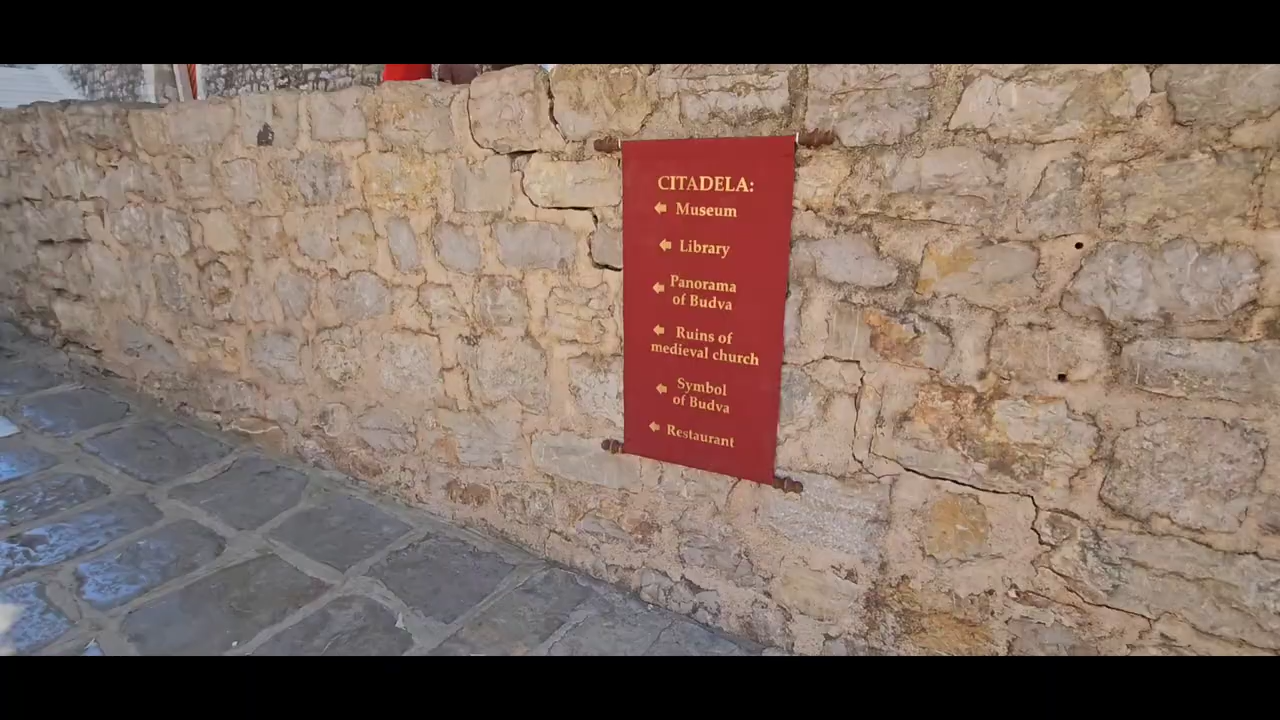 CITADELA:
Museum
Library
Panorama
of Budva
Ruins of
medieval church
Symbol
of Budva
Restaurant